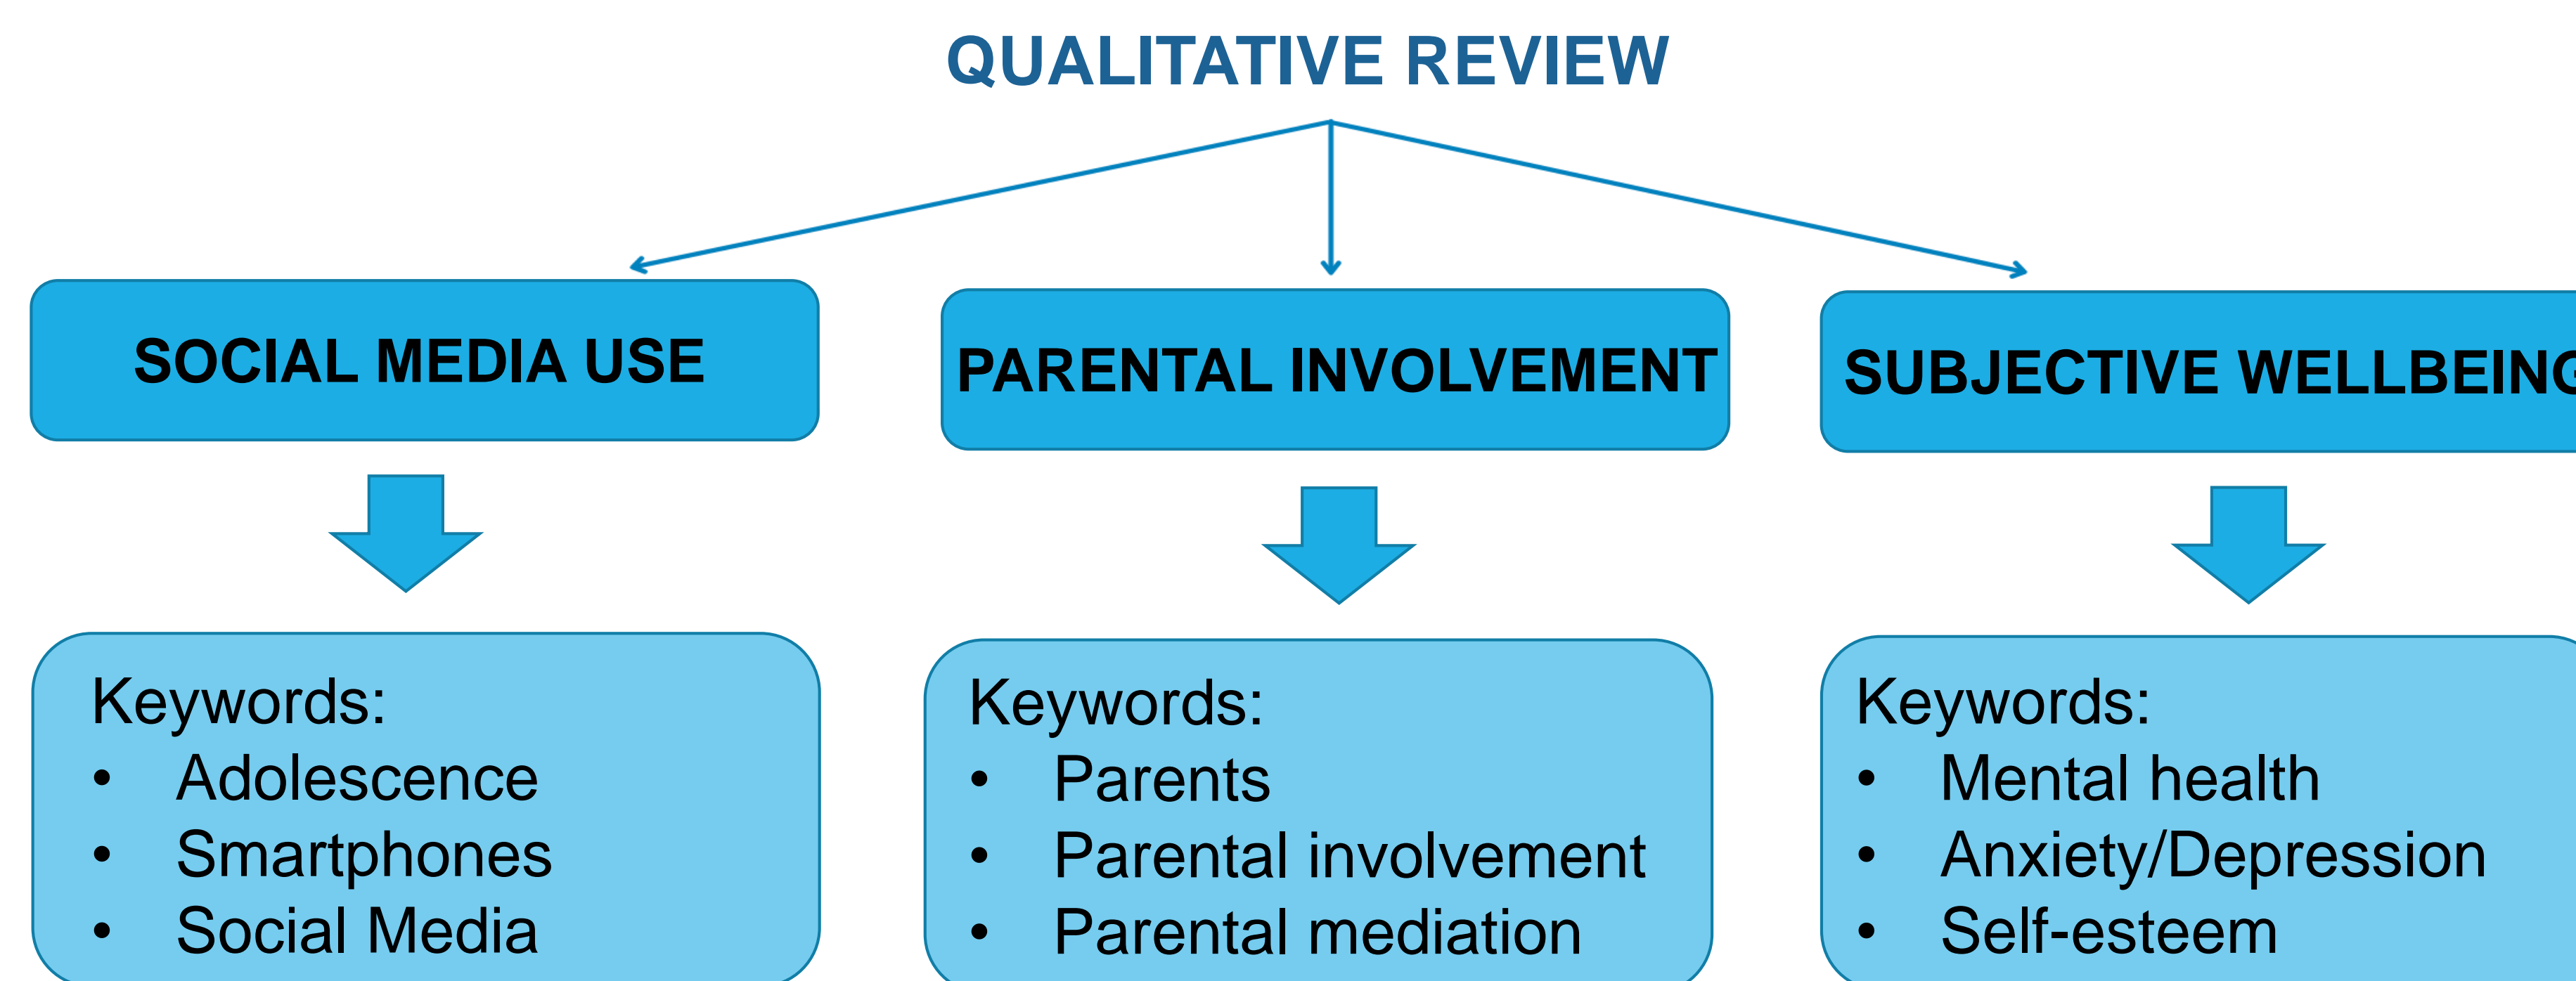 QUALITATIVE REVIEW
SOCIAL MEDIA USE
PARENTAL INVOLVEMENT
SUBJECTIVE WELLBEING
Keywords:
• Adolescence
• Smartphones
• Social Media
Keywords:
• Parents
• Parental involvement
• Parental mediation
Keywords:
• Mental health
• Anxiety/Depression
• Self-esteem